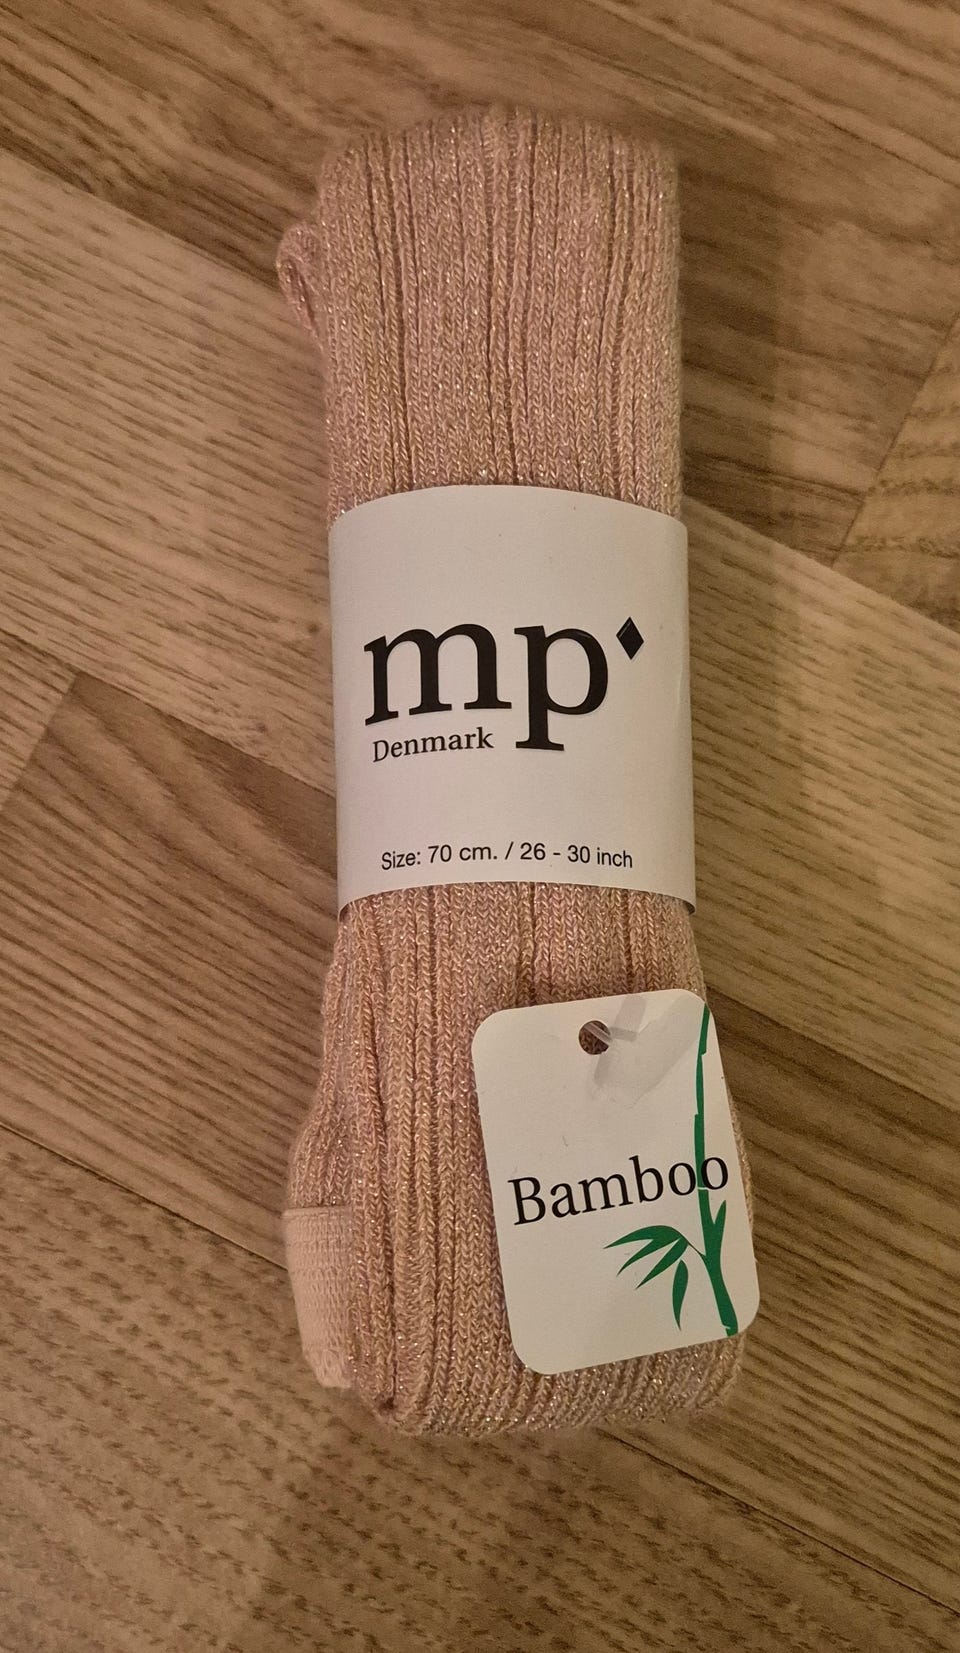 mp
Denmark
Size: 70 cm. / 26 - 30 inch
Bamboo